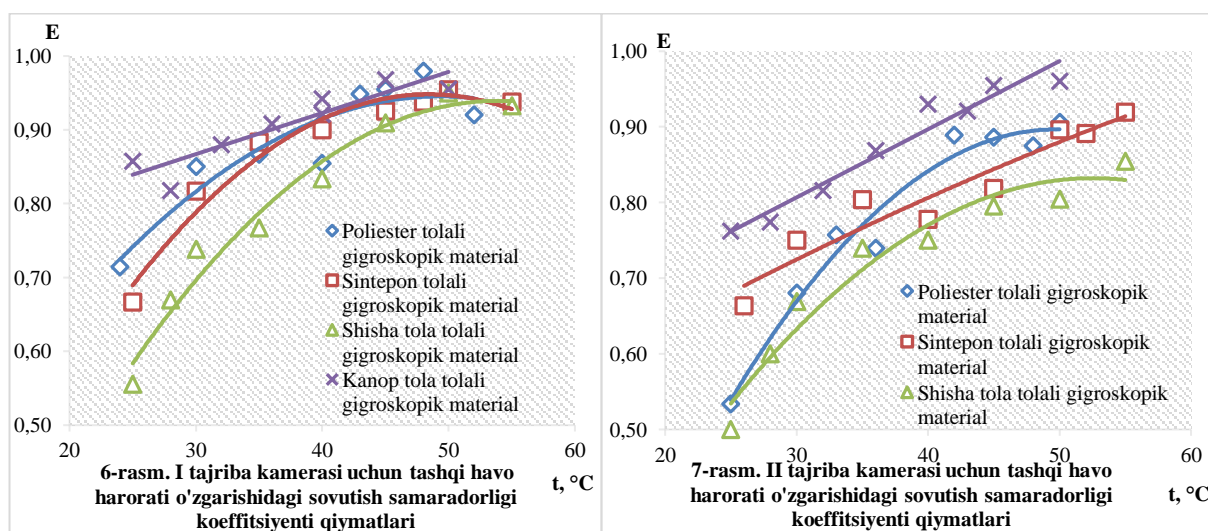 E
1,00
0,90
0,80
0,70
0,60
0,50
20
30
40
50
60
Poliester tolali
gigroskopik material
Sintepon tolali
gigroskopik material
Shisha tola tolali
gigroskopik material
Kanop tola tolali
gigroskopik material
t, °C
6-rasm. I tajriba kamerasi uchun tashqi havo
harorati o'zgarishidagi sovutish samaradorligi
koeffitsiyenti qiymatlari
E
1,00
0,90
0,80
0,70
0,60
0,50
20
30
40
50
60
Poliester tolali gigroskopik
material
Sintepon tolali gigroskopik
material
Shisha tola tolali gigroskopik
material
t, °C
7-rasm. II tajriba kamerasi uchun tashqi havo
harorati o'zgarishidagi sovutish samaradorligi
koeffitsiyenti qiymatlari